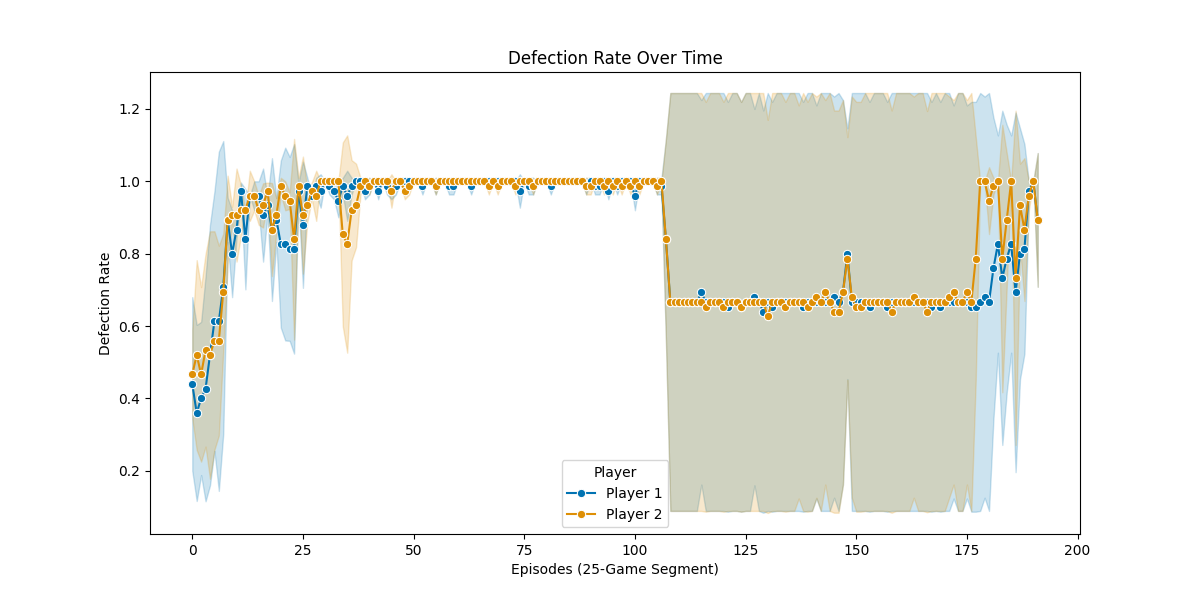 Defection Rate Over Time
Defection Rate
1.2
1.0
0.8
0.6
0.4
0.2
Player
Player 1
Player 2
0 25 50 75 100 125 150 175 200
Episodes (25-Game Segment)